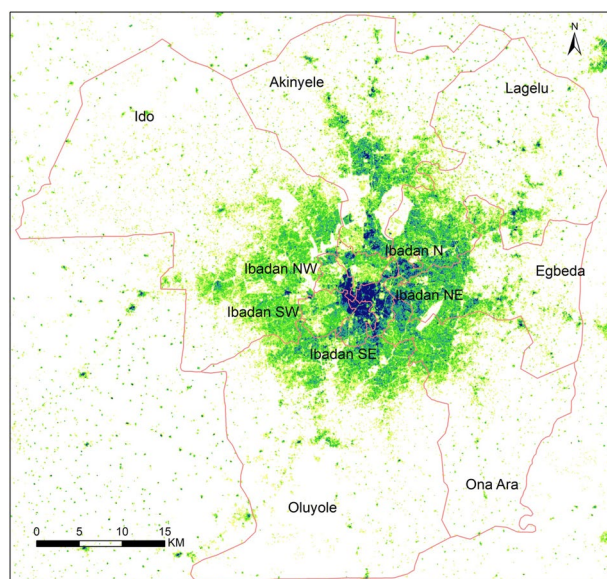 N
Akinyele
Lagelu
Ido
Ibadan N
Ibadan NW
Egbeda
Ibadan NE
Ibadan SW
Ibadan SE
Ona Ara
Oluyole
0 5 10 15
KM